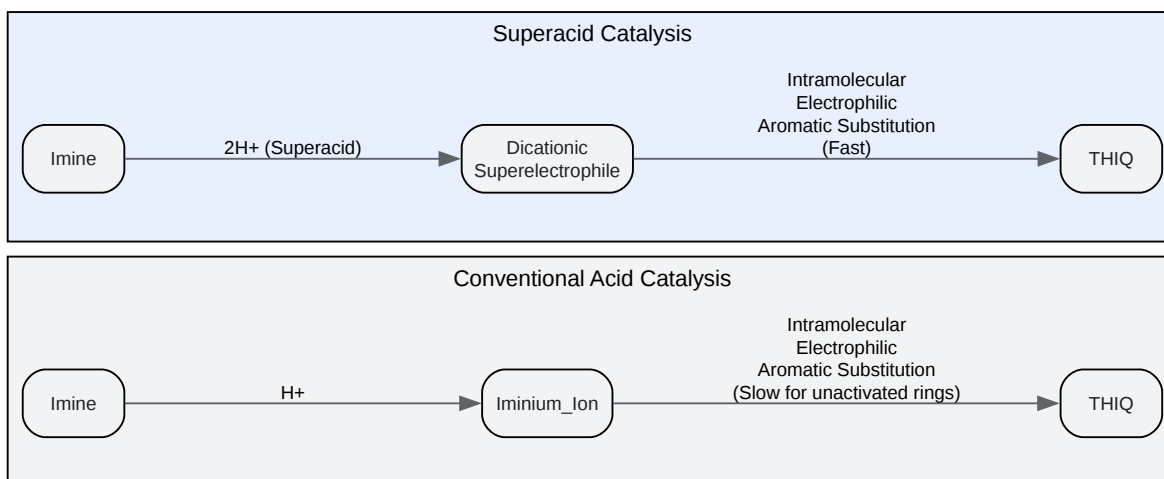 Superacid Catalysis
Imine
2H+ (Superacid)
Dicationic
Superelectrophile
Intramolecular
Electrophilic
Aromatic Substitution
(Fast)
THIQ
Conventional Acid Catalysis
Imine
H+
Iminium_Ion
Intramolecular
Electrophilic
Aromatic Substitution
(Slow for unactivated rings)
THIQ